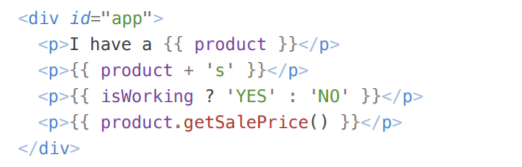 <div id="app">
<p>I have a {{ product }}</p>
<p>{{ product + 's' }}</p>
<p>{{ isWorking ? 'YES' : 'NO' }}</p>
<p>{{ product.getSalePrice() }}</p>
</div>